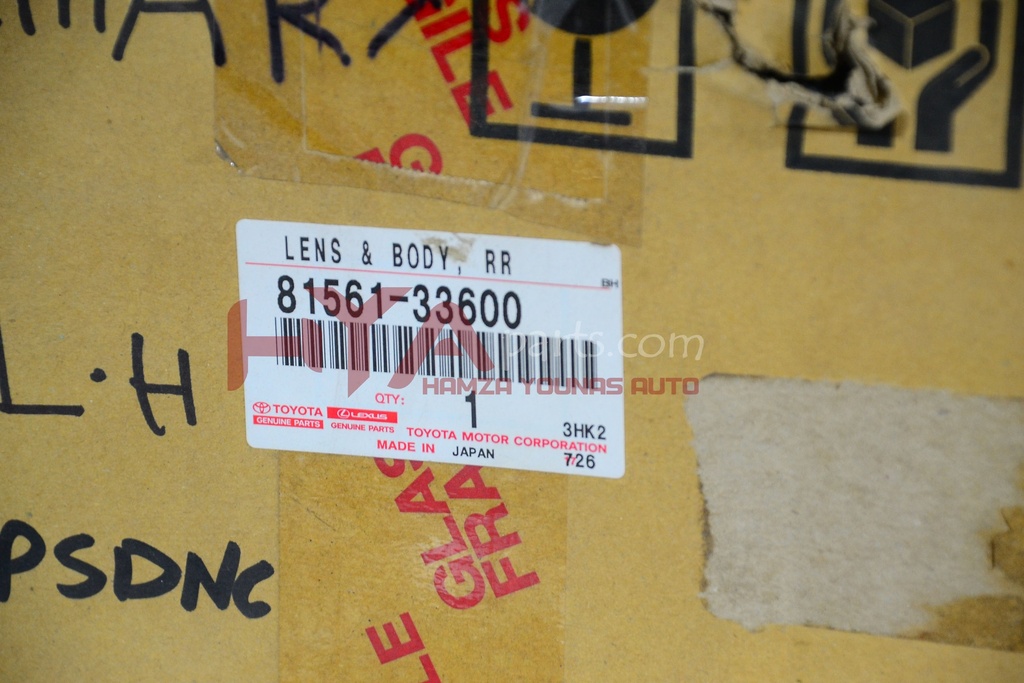 LENS & BODY, RR
BH
81561-33600
HYA parts.com
HAMZA YOUNAS AUTO
QTY: 1
TOYOTA
GENUINE PARTS
LEXUS
GENUINE PARTS
TOYOTA MOTOR CORPORATION
3HK2
MADE IN JAPAN
726
L.H
PSDNC
GLAS
FRA